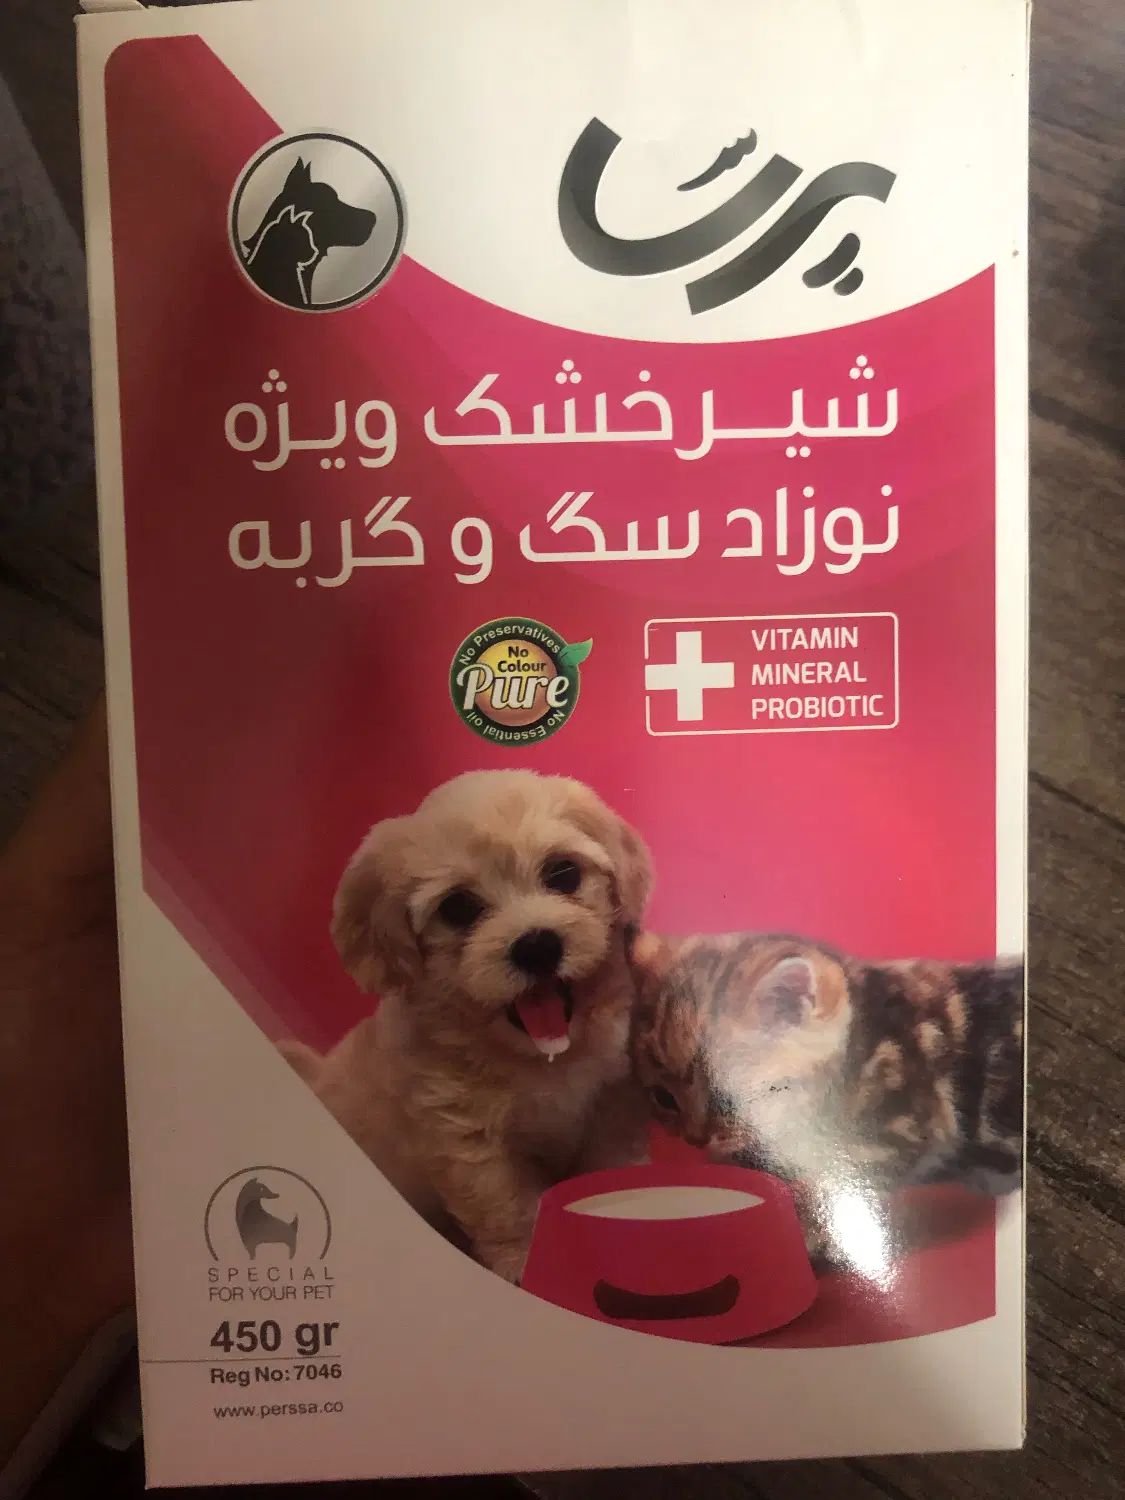 پرسا
شیرخشک ویژه
نوزاد سگ و گربه
No Preservatives
No
Colour
Pure
No Essential oil
VITAMIN
MINERAL
PROBIOTIC
SPECIAL
FOR YOUR PET
450 gr
Reg No: 7046
www.perssa.co